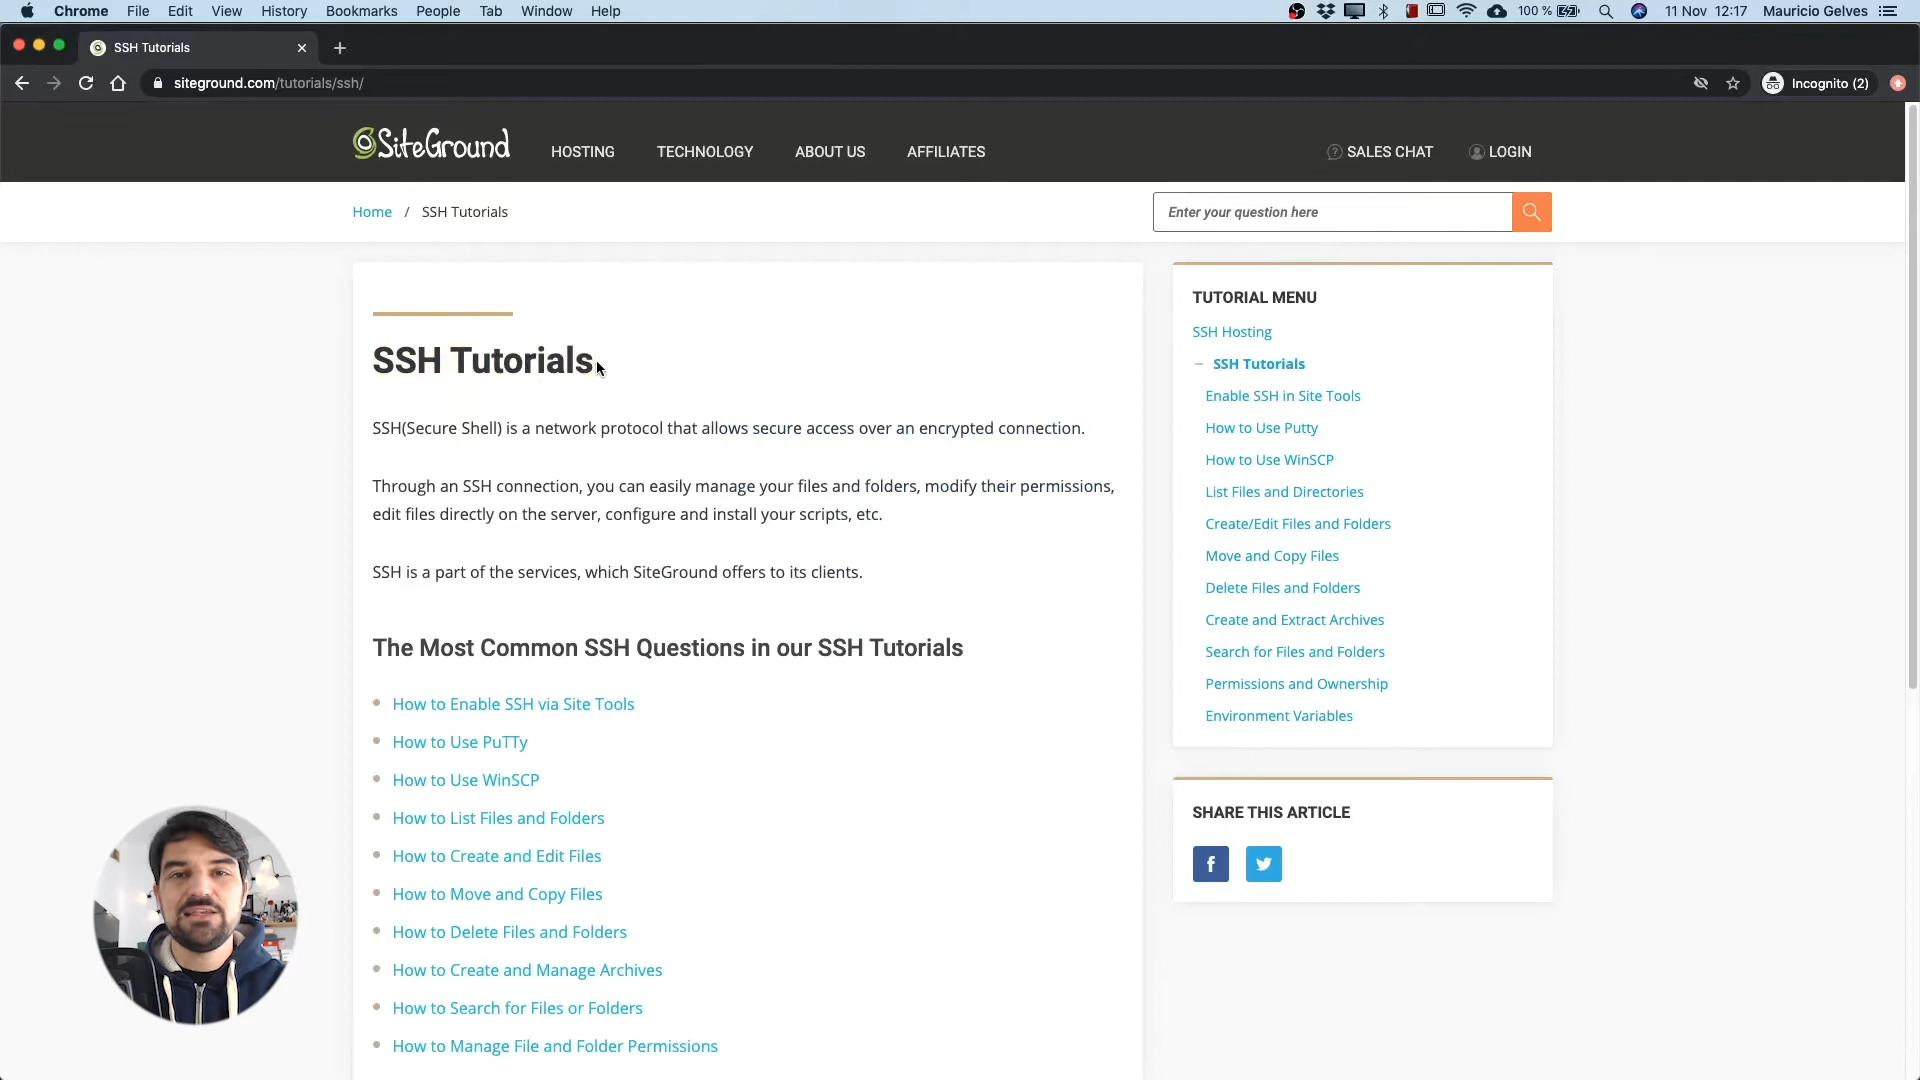 Chrome File Edit View History Bookmarks People Tab Window Help 100 % 11 Nov 12:17 Mauricio Gelves
SSH Tutorials
siteground.com/tutorials/ssh/ Incognito (2)
SiteGround HOSTING TECHNOLOGY ABOUT US AFFILIATES ? SALES CHAT LOGIN
Home / SSH Tutorials Enter your question here
SSH Tutorials
SSH(Secure Shell) is a network protocol that allows secure access over an encrypted connection.
Through an SSH connection, you can easily manage your files and folders, modify their permissions,
edit files directly on the server, configure and install your scripts, etc.
SSH is a part of the services, which SiteGround offers to its clients.
The Most Common SSH Questions in our SSH Tutorials
How to Enable SSH via Site Tools
How to Use PuTTy
How to Use WinSCP
How to List Files and Folders
How to Create and Edit Files
How to Move and Copy Files
How to Delete Files and Folders
How to Create and Manage Archives
How to Search for Files or Folders
How to Manage File and Folder Permissions
TUTORIAL MENU
SSH Hosting
– SSH Tutorials
Enable SSH in Site Tools
How to Use Putty
How to Use WinSCP
List Files and Directories
Create/Edit Files and Folders
Move and Copy Files
Delete Files and Folders
Create and Extract Archives
Search for Files and Folders
Permissions and Ownership
Environment Variables
SHARE THIS ARTICLE
f